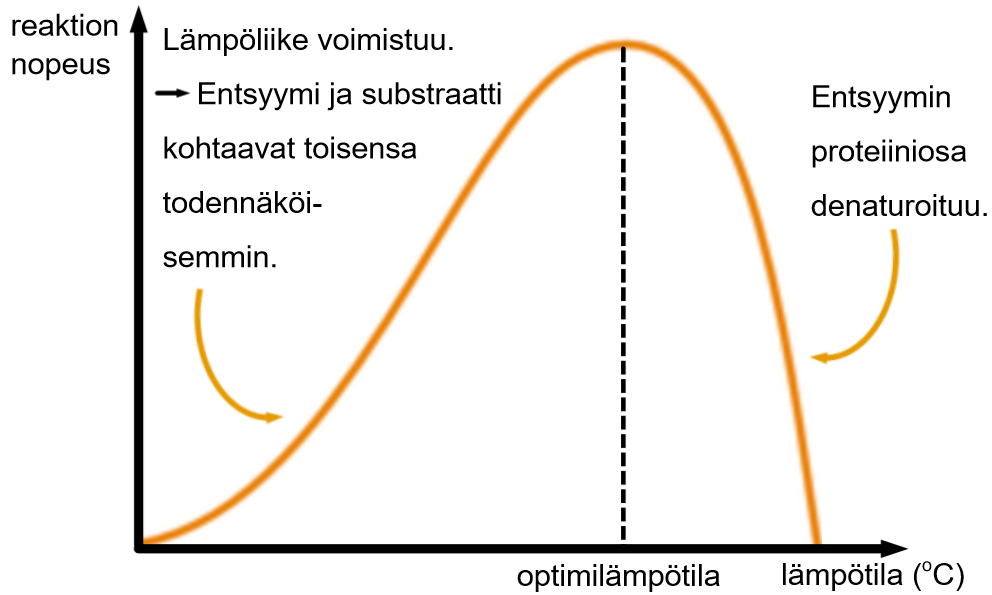 reaktion
nopeus
Lämpöliike voimistuu.
→ Entsyymi ja substraatti
kohtaavat toisensa
todennäköi-
semmin.
Entsyymin
proteiiniosa
denaturoituu.
optimilämpötila
lämpötila (°C)